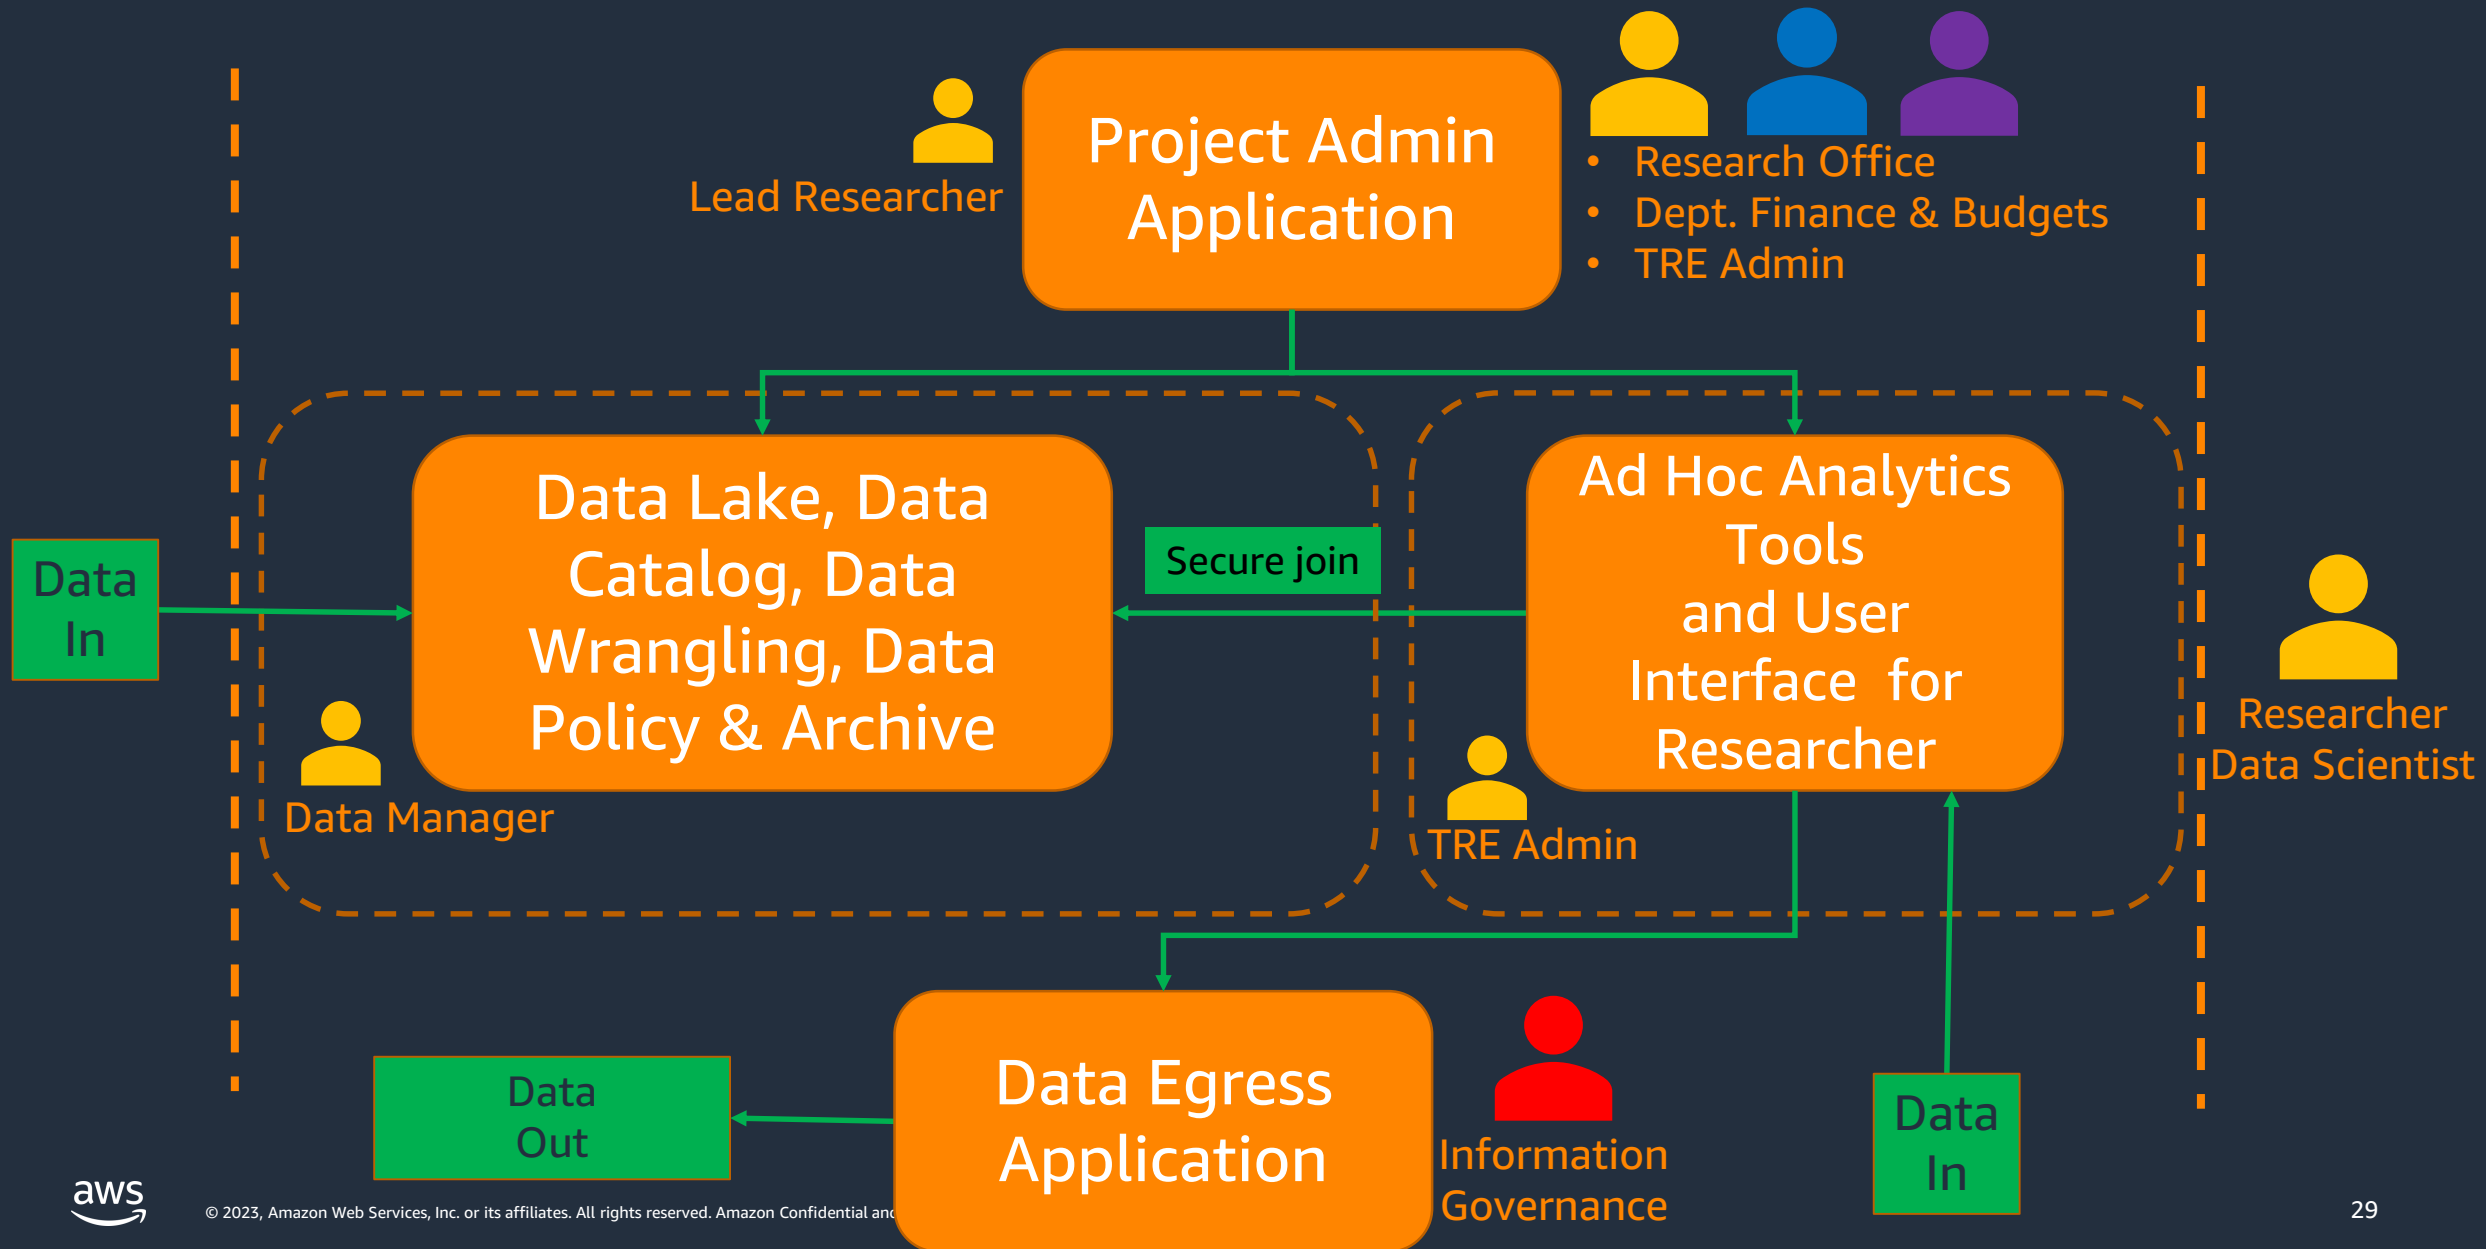 Project Admin
Application
Lead Researcher
• Research Office
• Dept. Finance & Budgets
• TRE Admin
Data
In
Data Lake, Data
Catalog, Data
Wrangling, Data
Policy & Archive
Data Manager
Secure join
Ad Hoc Analytics
Tools
and User
Interface for
Researcher
TRE Admin
Researcher
Data Scientist
Data
Out
Data Egress
Application
Information
Governance
Data
In
aws
© 2023, Amazon Web Services, Inc. or its affiliates. All rights reserved. Amazon Confidential and
29